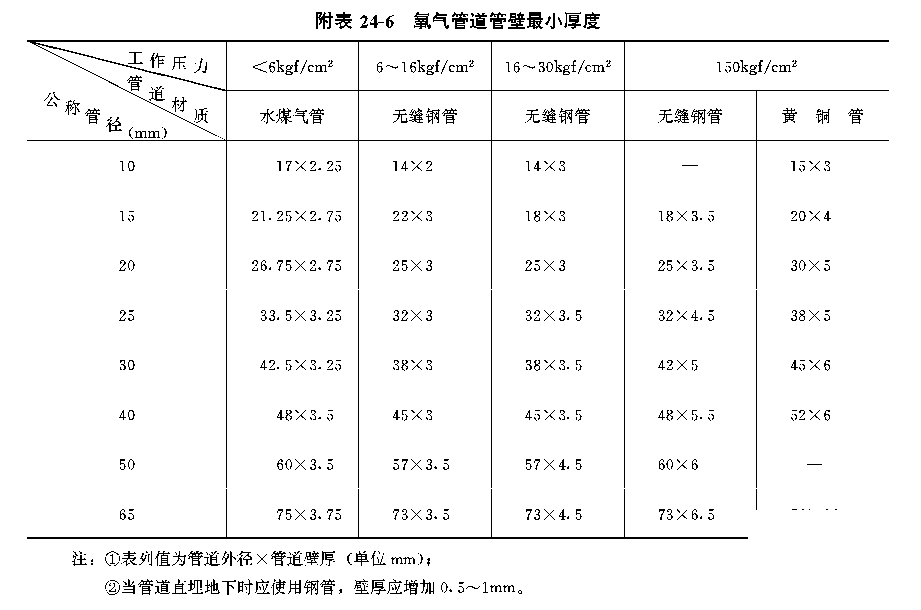 附表 24-6 氧气管道管壁最小厚度
工作压力 <6kgf/cm² 6～16kgf/cm² 16～30kgf/cm² 150kgf/cm²
管道材质 水煤气管 无缝钢管 无缝钢管 无缝钢管 黄铜管
公称管径(mm)
10 17×2.25 14×2 14×3 — 15×3
15 21.25×2.75 22×3 18×3 18×3.5 20×4
20 26.75×2.75 25×3 25×3 25×3.5 30×5
25 33.5×3.25 32×3 32×3.5 32×4.5 38×5
30 42.5×3.25 38×3 38×3.5 42×5 45×6
40 48×3.5 45×3 45×3.5 48×5.5 52×6
50 60×3.5 57×3.5 57×4.5 60×6 —
65 75×3.75 73×3.5 73×4.5 73×6.5
注：①表列值为管道外径×管道壁厚（单位mm）；
②当管道直埋地下时应使用钢管，壁厚应增加0.5～1mm。